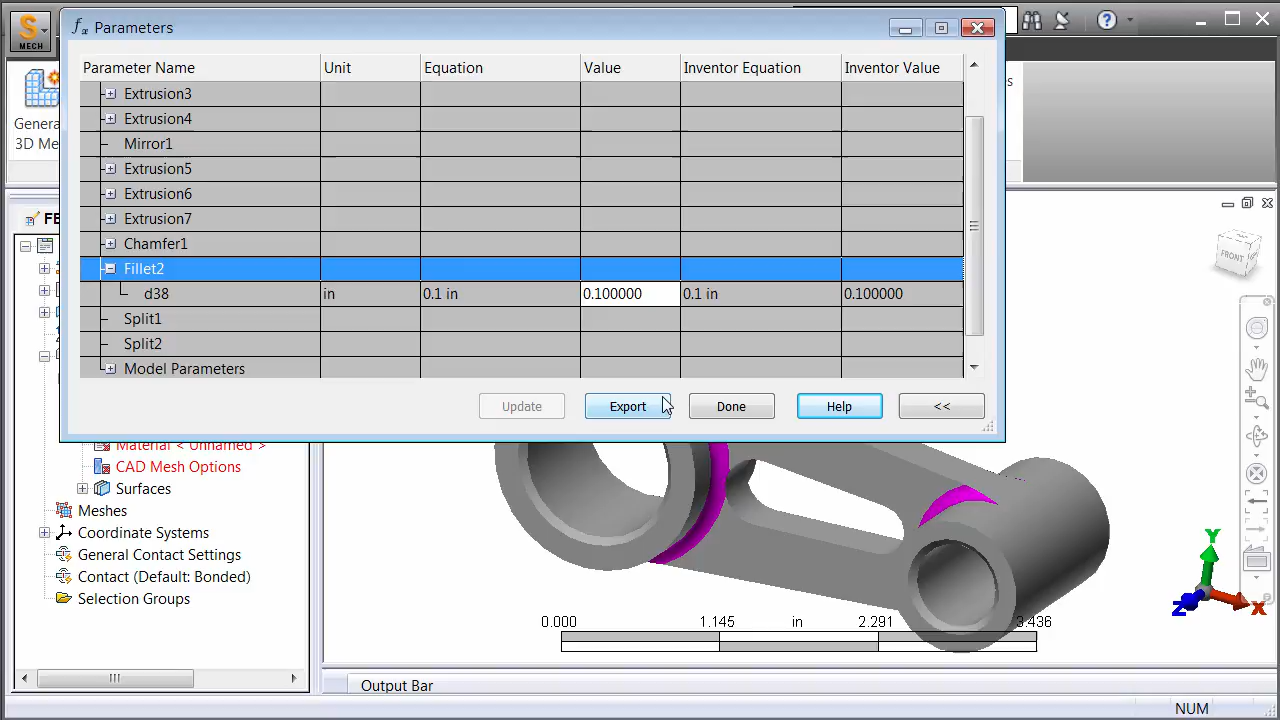 S
MECH
fx Parameters
?
Genera
3D Me
s
Parameter Name Unit Equation Value Inventor Equation Inventor Value
Extrusion3
Extrusion4
Mirror1
Extrusion5
Extrusion6
Extrusion7
Chamfer1
Fillet2
d38 in 0.1 in 0.100000 0.1 in 0.100000
Split1
Split2
Model Parameters
Update Export Done Help <<
FE
FRONT
Material < Unnamed >
CAD Mesh Options
Surfaces
Meshes
Coordinate Systems
General Contact Settings
Contact (Default: Bonded)
Selection Groups
Y
Z X
0.000 1.145 in 2.291 3.436
Output Bar
NUM